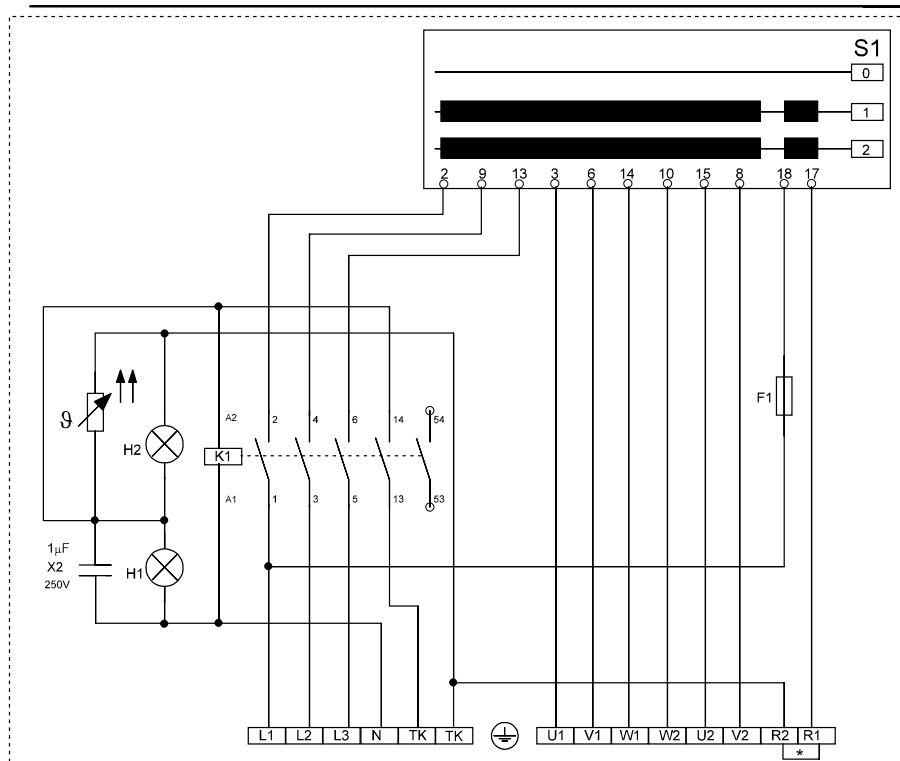 S1
0
1
2
2 9 13 3 6 14 10 15 8 18 17
F1
A2 2 4 6 14 54
ϑ H2 K1
A1 1 3 5 13 53
1µF
X2
250V
H1
L1 L2 L3 N TK TK U1 V1 W1 W2 U2 V2 R2 R1
*